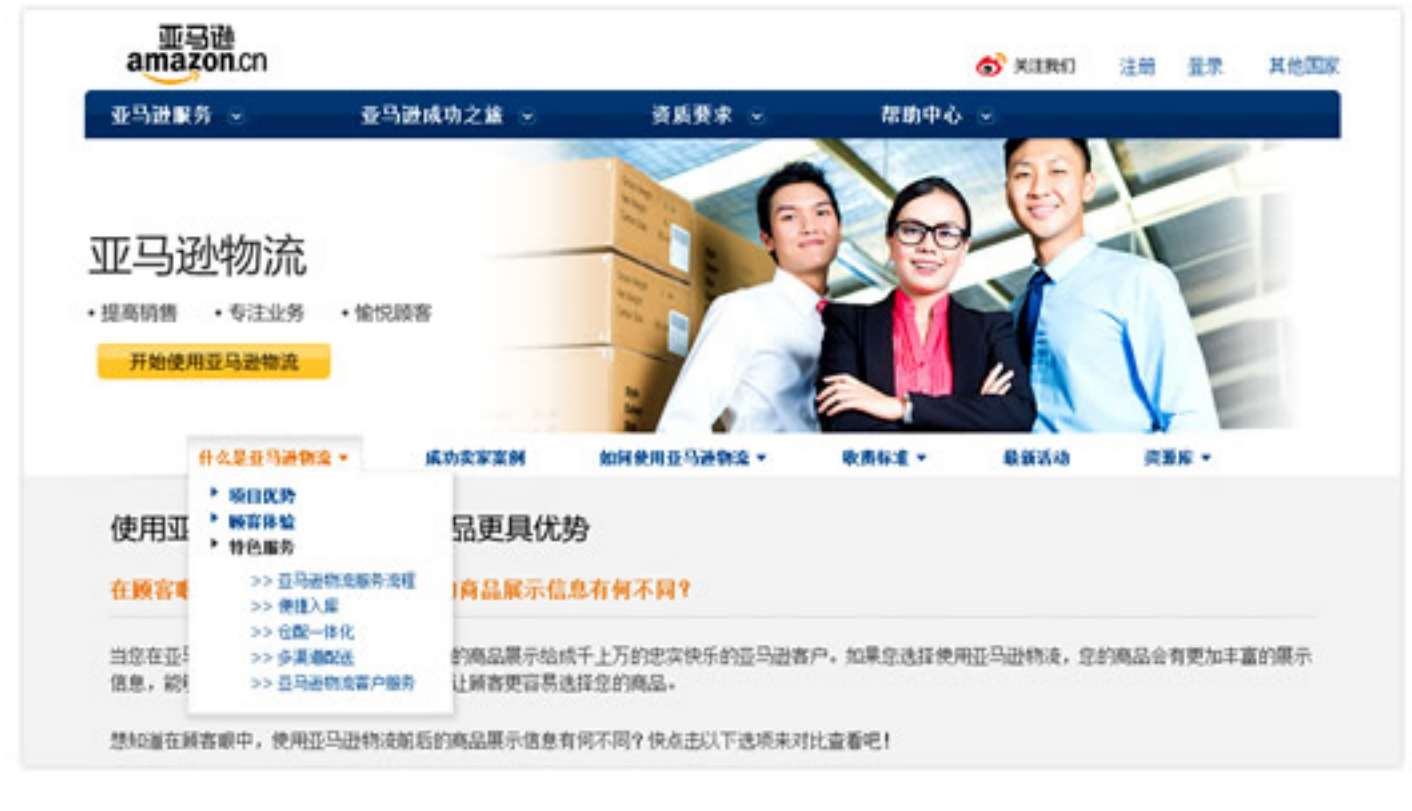 亚马逊
amazon.cn
关注我们 注册 登录 其他国家
亚马逊服务 亚马逊成功之旅 资质要求 帮助中心
亚马逊物流
•提高销售 •专注业务 •愉悦顾客
开始使用亚马逊物流
什么是亚马逊物流 成功卖家案例 如何使用亚马逊物流 收费标准 最新活动 资源库
项目优势
顾客体验
特色服务
>> 亚马逊物流服务流程
>> 便捷入库
>> 仓配一体化
>> 多渠道配送
>> 亚马逊物流客户服务
使用亚 品更具优势
在顾客 商品展示信息有何不同?
当您在亚 的商品展示给成千上万的忠实快乐的亚马逊客户。如果您选择使用亚马逊物流，您的商品会有更加丰富的展示
信息，能 让顾客更容易选择您的商品。
想知道在顾客眼中，使用亚马逊物流前后的商品展示信息有何不同？快点击以下选项来对比查看吧！